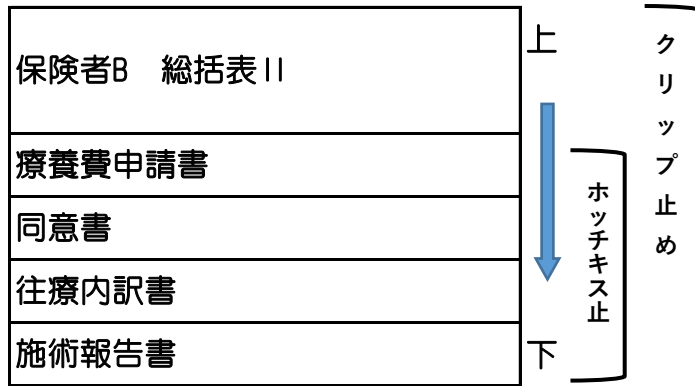 保険者B　総括表II
療養費申請書
同意書
往療内訳書
施術報告書
上
下
ホッチキス止
クリップ止め